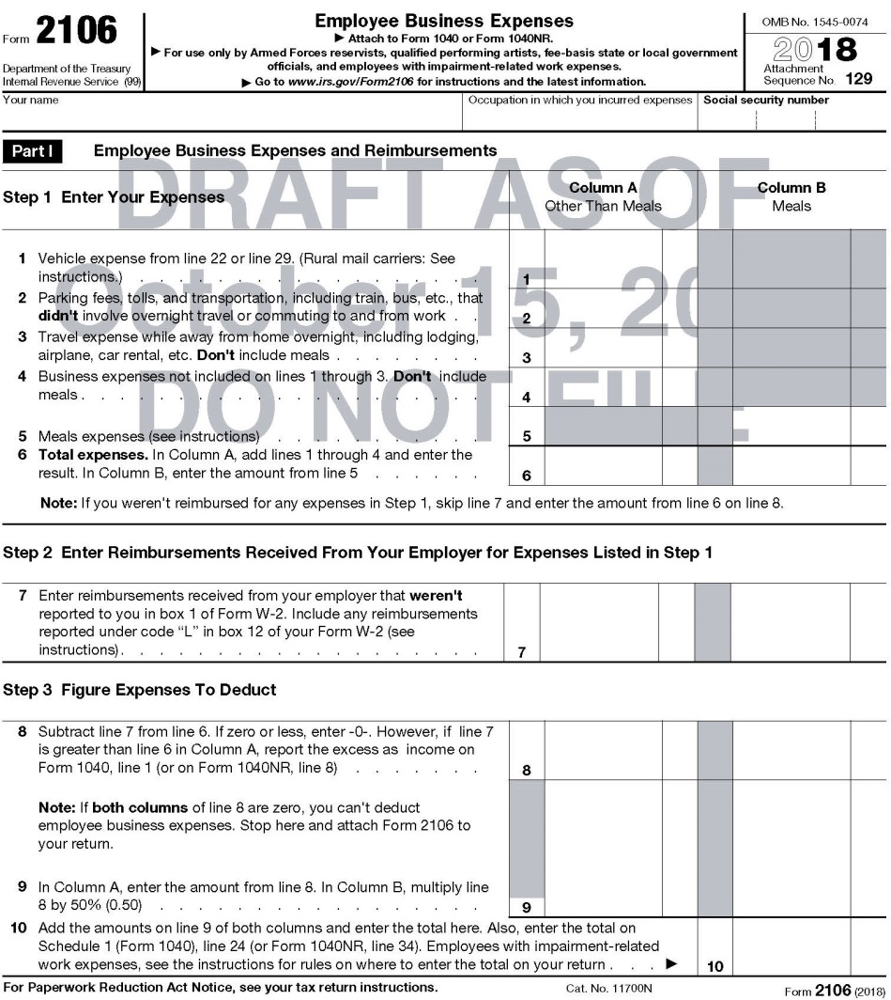 Form 2106
Department of the Treasury
Internal Revenue Service (99)
Employee Business Expenses
▶ Attach to Form 1040 or Form 1040NR.
▶ For use only by Armed Forces reservists, qualified performing artists, fee-basis state or local government
officials, and employees with impairment-related work expenses.
▶ Go to www.irs.gov/Form2106 for instructions and the latest information.
OMB No. 1545-0074
2018
Attachment
Sequence No. 129
Your name
Occupation in which you incurred expenses
Social security number
Part I Employee Business Expenses and Reimbursements
DRAFT AS OF
October 15, 20
DO NOT FILE
Step 1 Enter Your Expenses
Column A
Other Than Meals
Column B
Meals
1 Vehicle expense from line 22 or line 29. (Rural mail carriers: See
instructions.) . . . . . . . . . . . . . . . . . . 1
2 Parking fees, tolls, and transportation, including train, bus, etc., that
didn't involve overnight travel or commuting to and from work . . 2
3 Travel expense while away from home overnight, including lodging,
airplane, car rental, etc. Don't include meals . . . . . . . . 3
4 Business expenses not included on lines 1 through 3. Don't include
meals . . . . . . . . . . . . . . . . . . . . . 4
5 Meals expenses (see instructions) . . . . . . . . . . . 5
6 Total expenses. In Column A, add lines 1 through 4 and enter the
result. In Column B, enter the amount from line 5 . . . . . . 6
Note: If you weren't reimbursed for any expenses in Step 1, skip line 7 and enter the amount from line 6 on line 8.
Step 2 Enter Reimbursements Received From Your Employer for Expenses Listed in Step 1
7 Enter reimbursements received from your employer that weren't
reported to you in box 1 of Form W-2. Include any reimbursements
reported under code “L” in box 12 of your Form W-2 (see
instructions) . . . . . . . . . . . . . . . . . . . 7
Step 3 Figure Expenses To Deduct
8 Subtract line 7 from line 6. If zero or less, enter -0-. However, if line 7
is greater than line 6 in Column A, report the excess as income on
Form 1040, line 1 (or on Form 1040NR, line 8) . . . . . . . 8
Note: If both columns of line 8 are zero, you can't deduct
employee business expenses. Stop here and attach Form 2106 to
your return.
9 In Column A, enter the amount from line 8. In Column B, multiply line
8 by 50% (0.50) . . . . . . . . . . . . . . . . . 9
10 Add the amounts on line 9 of both columns and enter the total here. Also, enter the total on
Schedule 1 (Form 1040), line 24 (or Form 1040NR, line 34). Employees with impairment-related
work expenses, see the instructions for rules on where to enter the total on your return . . . ▶ 10
For Paperwork Reduction Act Notice, see your tax return instructions.
Cat. No. 11700N
Form 2106 (2018)